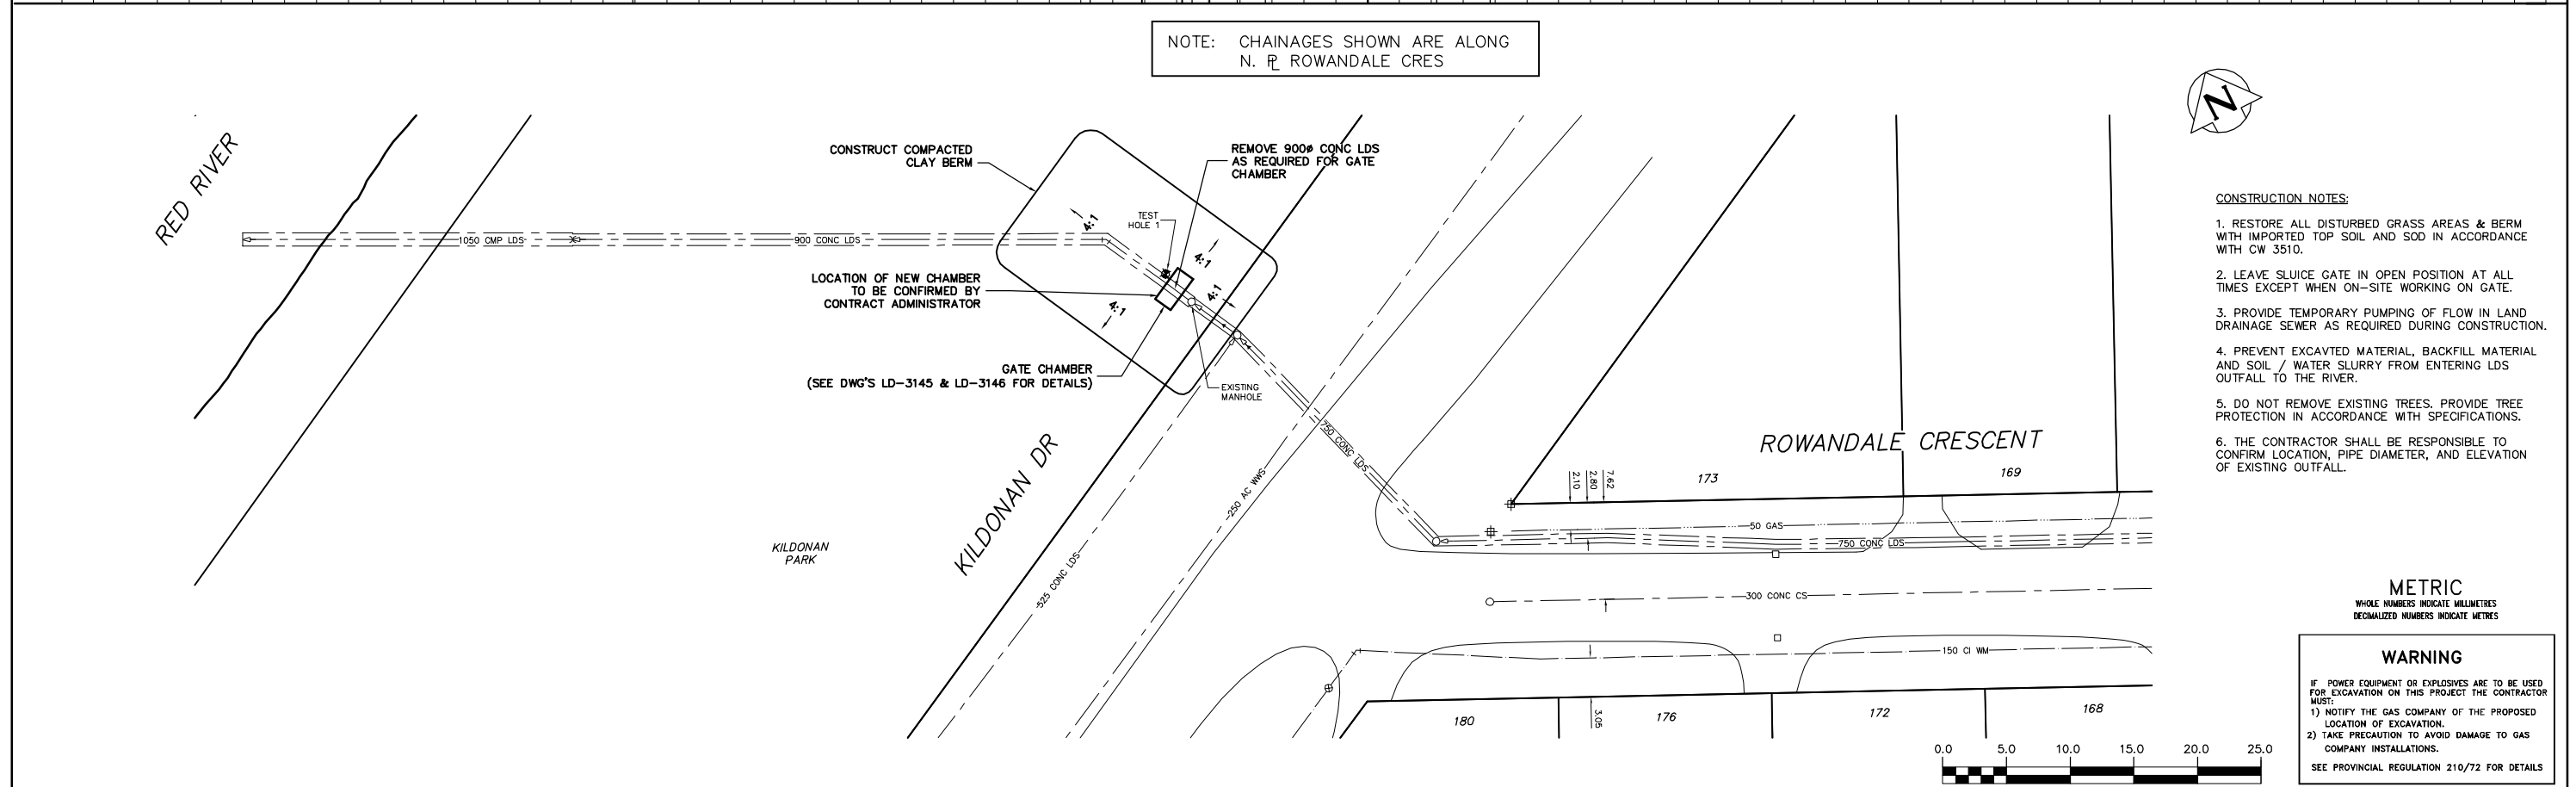 NOTE: CHAINAGES SHOWN ARE ALONG
N. ℄ ROWANDALE CRES
N
RED RIVER
CONSTRUCT COMPACTED
CLAY BERM
REMOVE 900ø CONC LDS
AS REQUIRED FOR GATE
CHAMBER
TEST
HOLE 1
4:1
4:1
4:1
4:1
1050 CMP LDS
900 CONC LDS
LOCATION OF NEW CHAMBER
TO BE CONFIRMED BY
CONTRACT ADMINISTRATOR
GATE CHAMBER
(SEE DWG'S LD-3145 & LD-3146 FOR DETAILS)
EXISTING
MANHOLE
750 CONC LDS
KILDONAN DR
KILDONAN
PARK
525 CONC LDS
250 AC WWS
ROWANDALE CRESCENT
173
169
2.10
2.80
7.62
50 GAS
750 CONC LDS
300 CONC CS
150 CI WM
3.05
180
176
172
168
CONSTRUCTION NOTES:
1. RESTORE ALL DISTURBED GRASS AREAS & BERM
WITH IMPORTED TOP SOIL AND SOD IN ACCORDANCE
WITH CW 3510.
2. LEAVE SLUICE GATE IN OPEN POSITION AT ALL
TIMES EXCEPT WHEN ON-SITE WORKING ON GATE.
3. PROVIDE TEMPORARY PUMPING OF FLOW IN LAND
DRAINAGE SEWER AS REQUIRED DURING CONSTRUCTION.
4. PREVENT EXCAVTED MATERIAL, BACKFILL MATERIAL
AND SOIL / WATER SLURRY FROM ENTERING LDS
OUTFALL TO THE RIVER.
5. DO NOT REMOVE EXISTING TREES. PROVIDE TREE
PROTECTION IN ACCORDANCE WITH SPECIFICATIONS.
6. THE CONTRACTOR SHALL BE RESPONSIBLE TO
CONFIRM LOCATION, PIPE DIAMETER, AND ELEVATION
OF EXISTING OUTFALL.
METRIC
WHOLE NUMBERS INDICATE MILLIMETRES
DECIMALIZED NUMBERS INDICATE METRES
WARNING
IF POWER EQUIPMENT OR EXPLOSIVES ARE TO BE USED
FOR EXCAVATION ON THIS PROJECT THE CONTRACTOR
MUST:
1) NOTIFY THE GAS COMPANY OF THE PROPOSED
LOCATION OF EXCAVATION.
2) TAKE PRECAUTION TO AVOID DAMAGE TO GAS
COMPANY INSTALLATIONS.
SEE PROVINCIAL REGULATION 210/72 FOR DETAILS
0.0 5.0 10.0 15.0 20.0 25.0